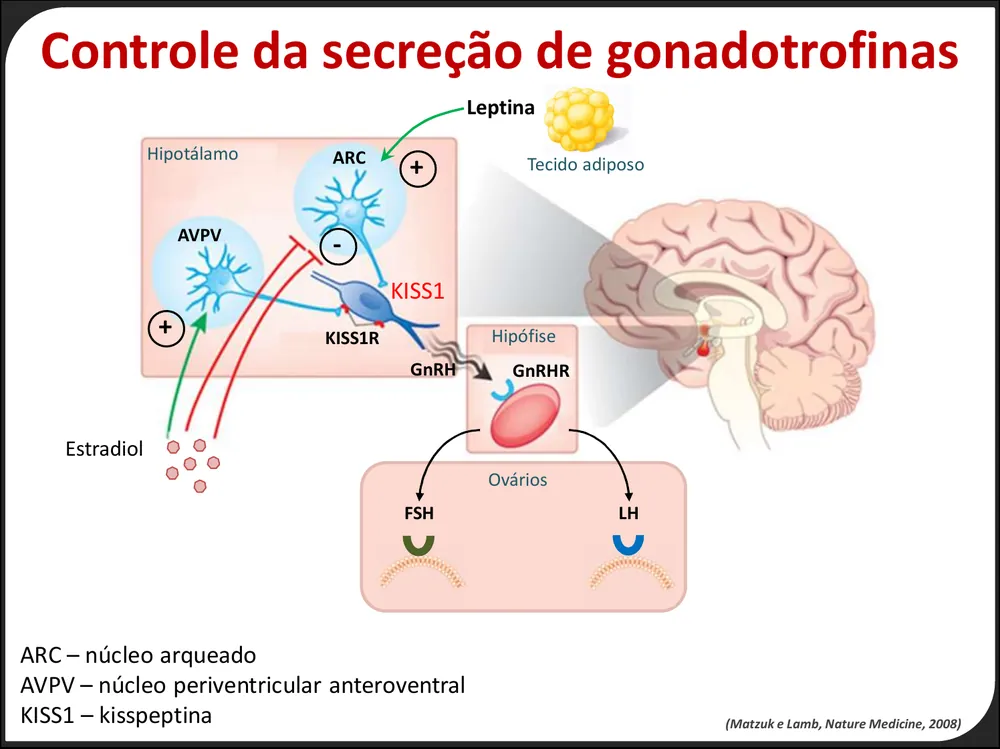 Controle da secreção de gonadotrofinas
Leptina
Hipotálamo
ARC
+
Tecido adiposo
AVPV
-
KISS1
+
KISS1R
Hipófise
GnRH
GnRHR
Estradiol
Ovários
FSH
LH
ARC – núcleo arqueado
AVPV – núcleo periventricular anteroventral
KISS1 – kisspeptina
(Matzuk e Lamb, Nature Medicine, 2008)